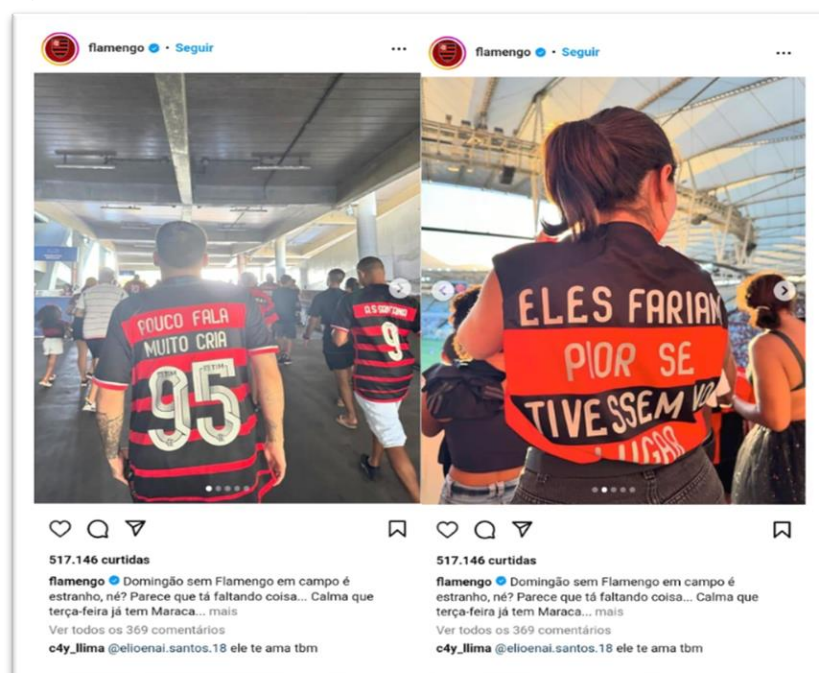 flamengo • Seguir
POUCO FALA
MUITO CRIA
95
9
517.146 curtidas
flamengo Domingão sem Flamengo em campo é
estranho, né? Parece que tá faltando coisa... Calma que
terça-feira já tem Maraca... mais
Ver todos os 369 comentários
c4y_llima @elioenai.santos.18 ele te ama tbm
flamengo • Seguir
ELES FARIAM
PIOR SE
TIVESSEM
LUGAR
517.146 curtidas
flamengo Domingão sem Flamengo em campo é
estranho, né? Parece que tá faltando coisa... Calma que
terça-feira já tem Maraca... mais
Ver todos os 369 comentários
c4y_llima @elioenai.santos.18 ele te ama tbm